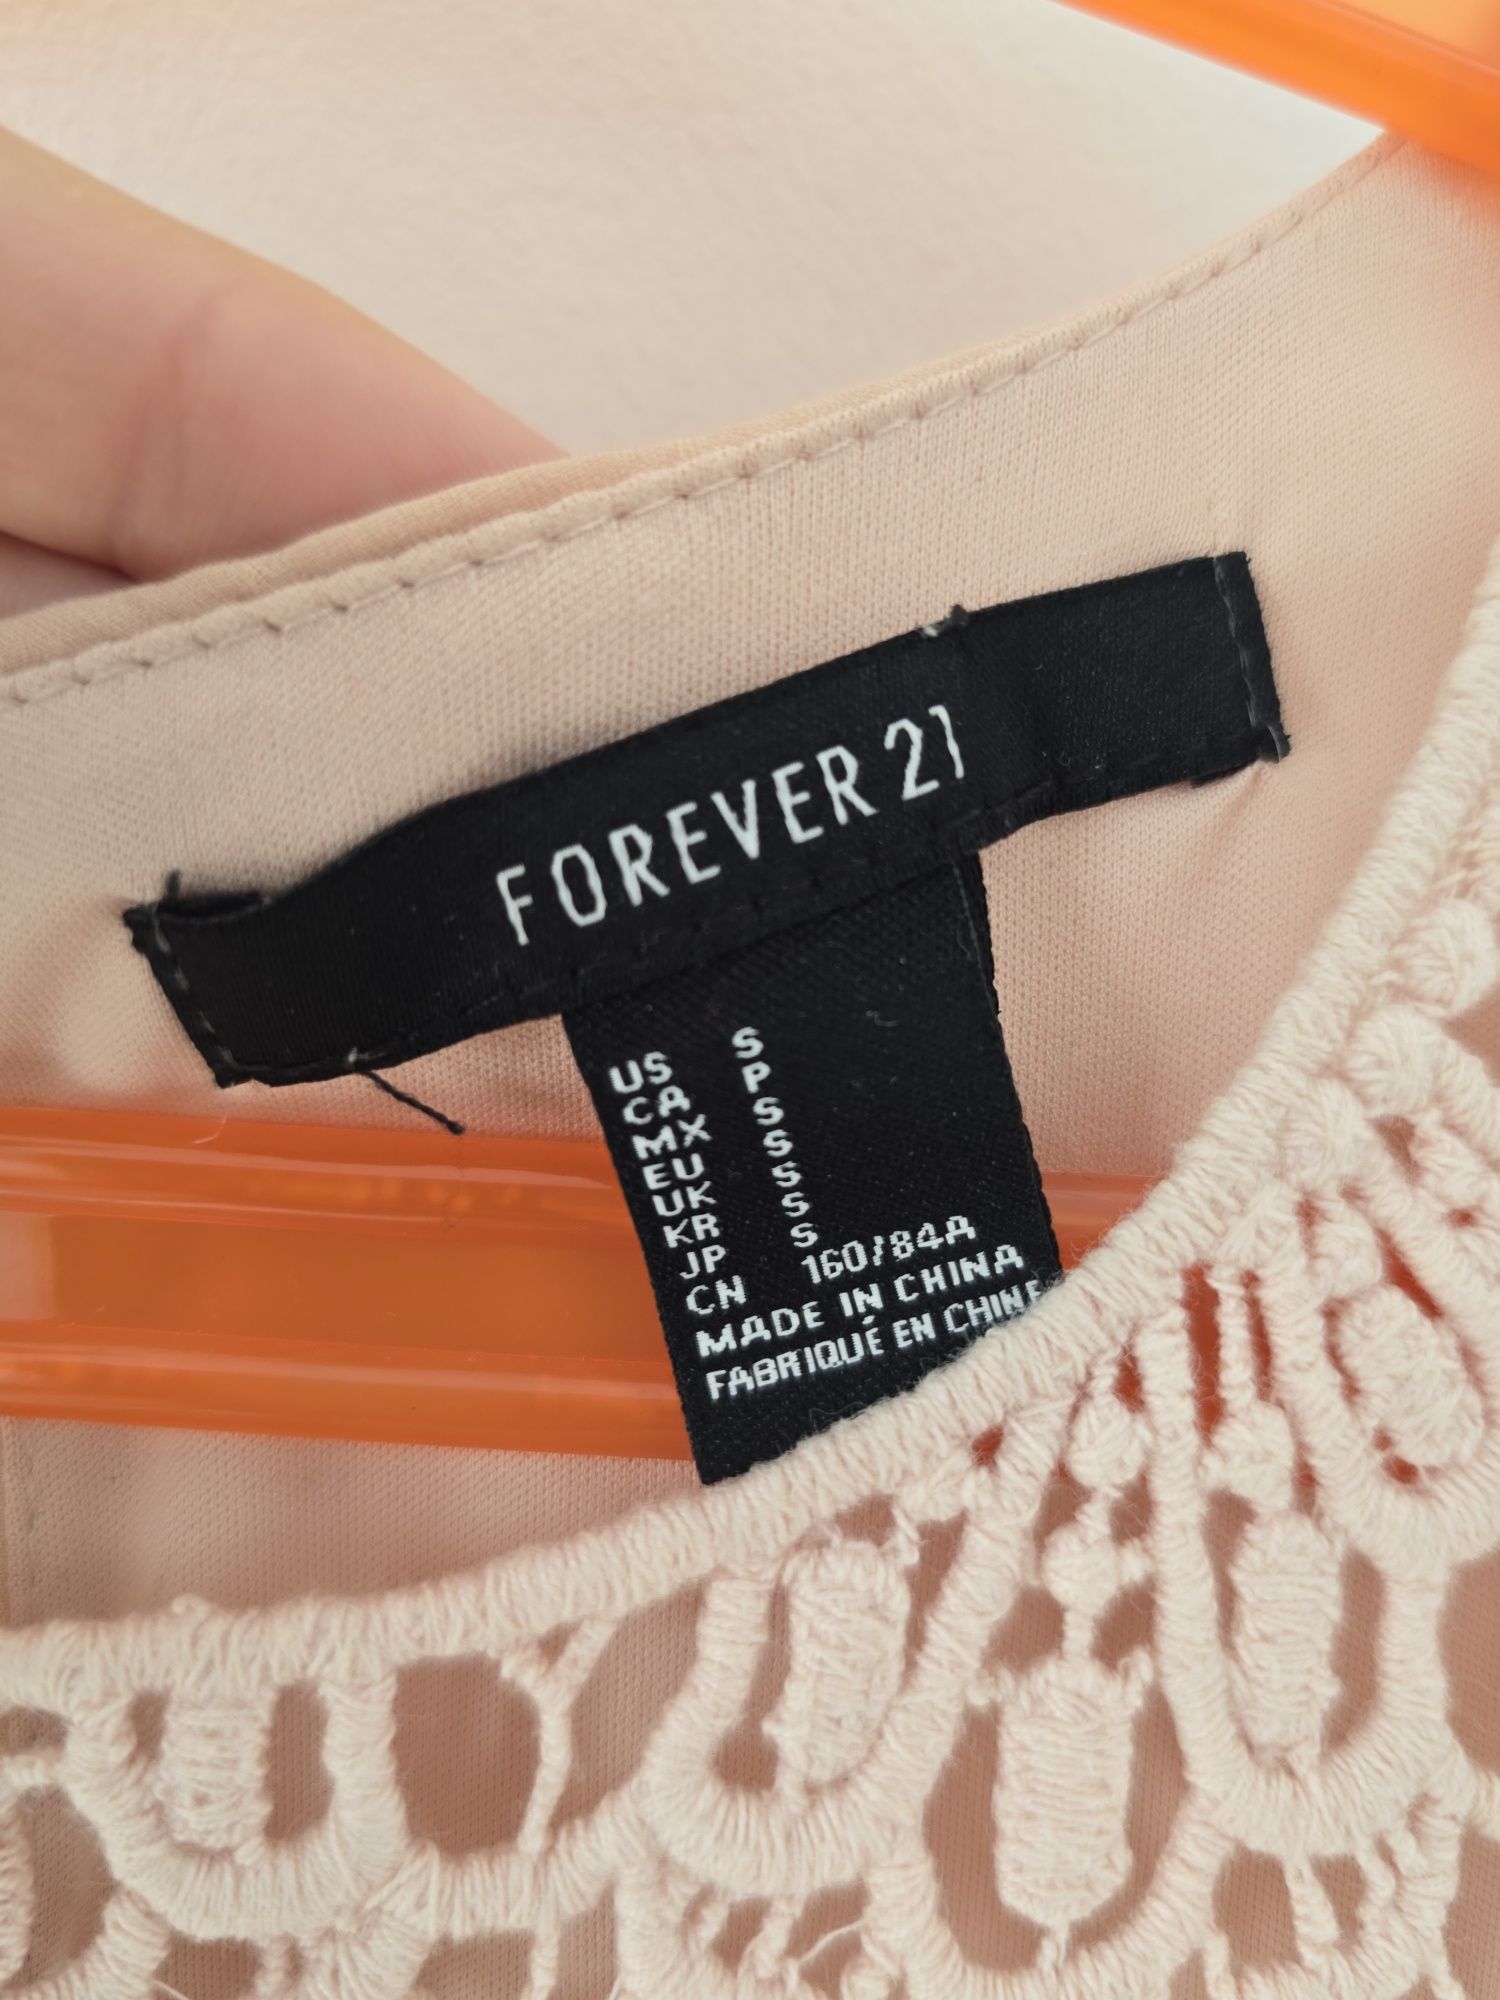 FOREVER 21
US S
CA P
MX S
EU S
UK S
KR S
JP S
CN 160/84A
MADE IN CHINA
FABRIQUÉ EN CHINE